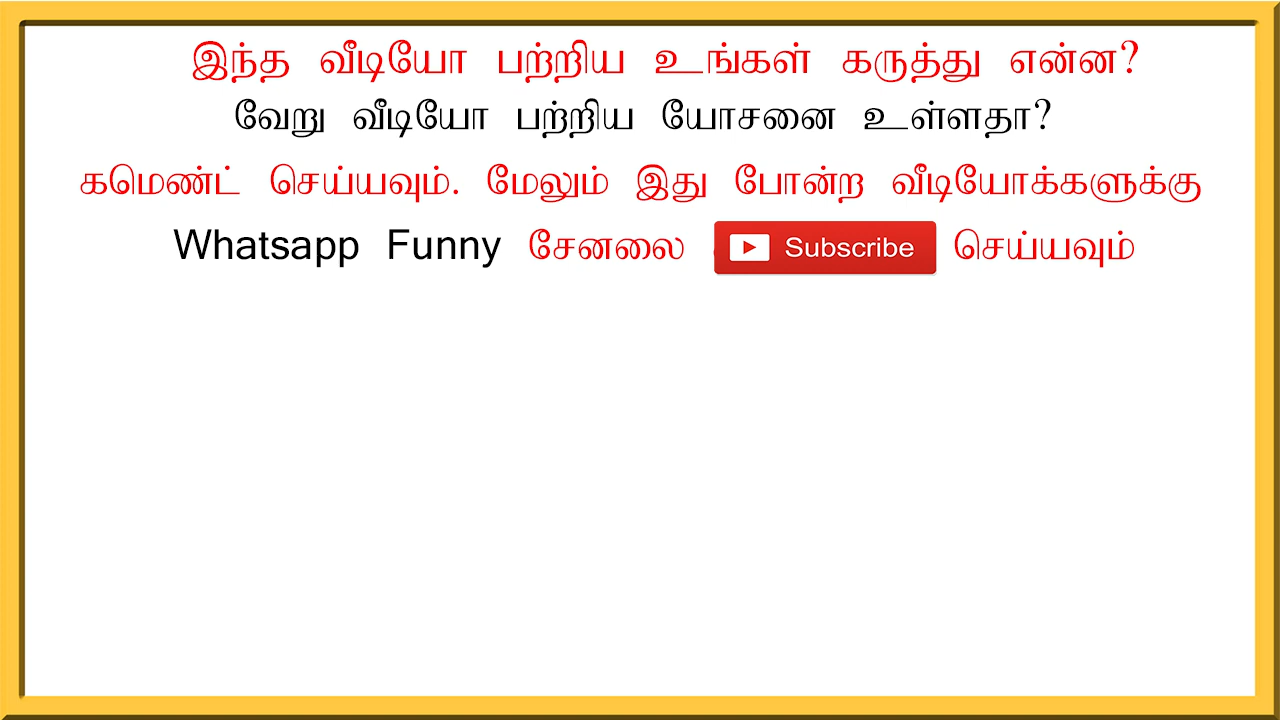 இந்த வீடியோ பற்றிய உங்கள் கருத்து என்ன?
வேறு வீடியோ பற்றிய யோசனை உள்ளதா?
கமெண்ட் செய்யவும். மேலும் இது போன்ற வீடியோக்களுக்கு
Whatsapp Funny சேனலை Subscribe செய்யவும்